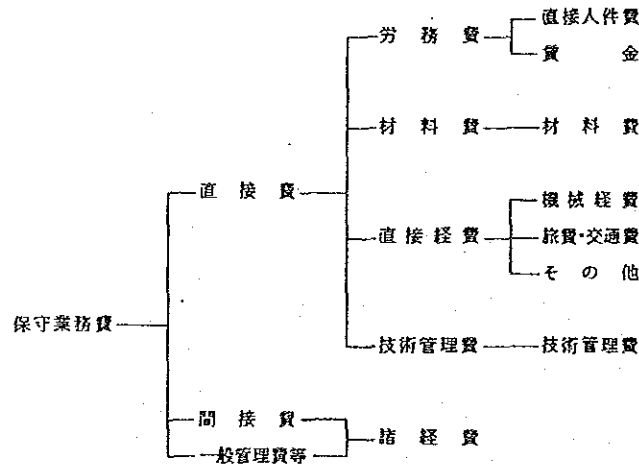 直接人件費
労務費
賃金
材料費 材料費
機械経費
直接費
直接経費 旅費・交通費
その他
保守業務費
技術管理費 技術管理費
間接費
諸経費
一般管理費等